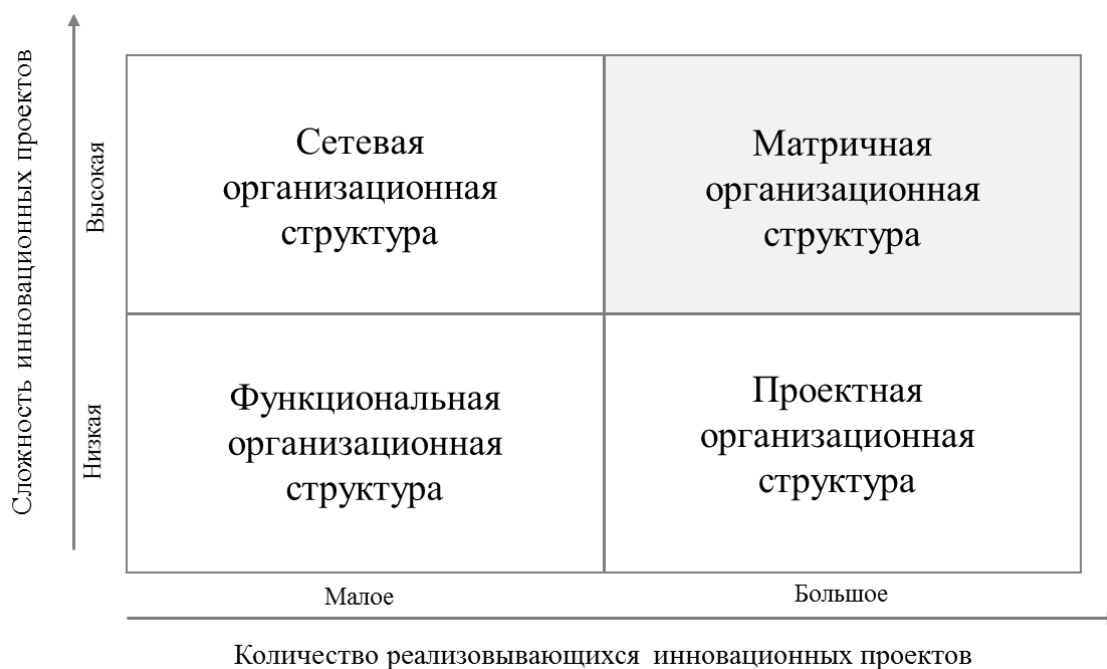 Сложность инновационных проектов
Высокая
Низкая
Сетевая
организационная
структура
Матричная
организационная
структура
Функциональная
организационная
структура
Проектная
организационная
структура
Малое
Большое
Количество реализовывающихся инновационных проектов